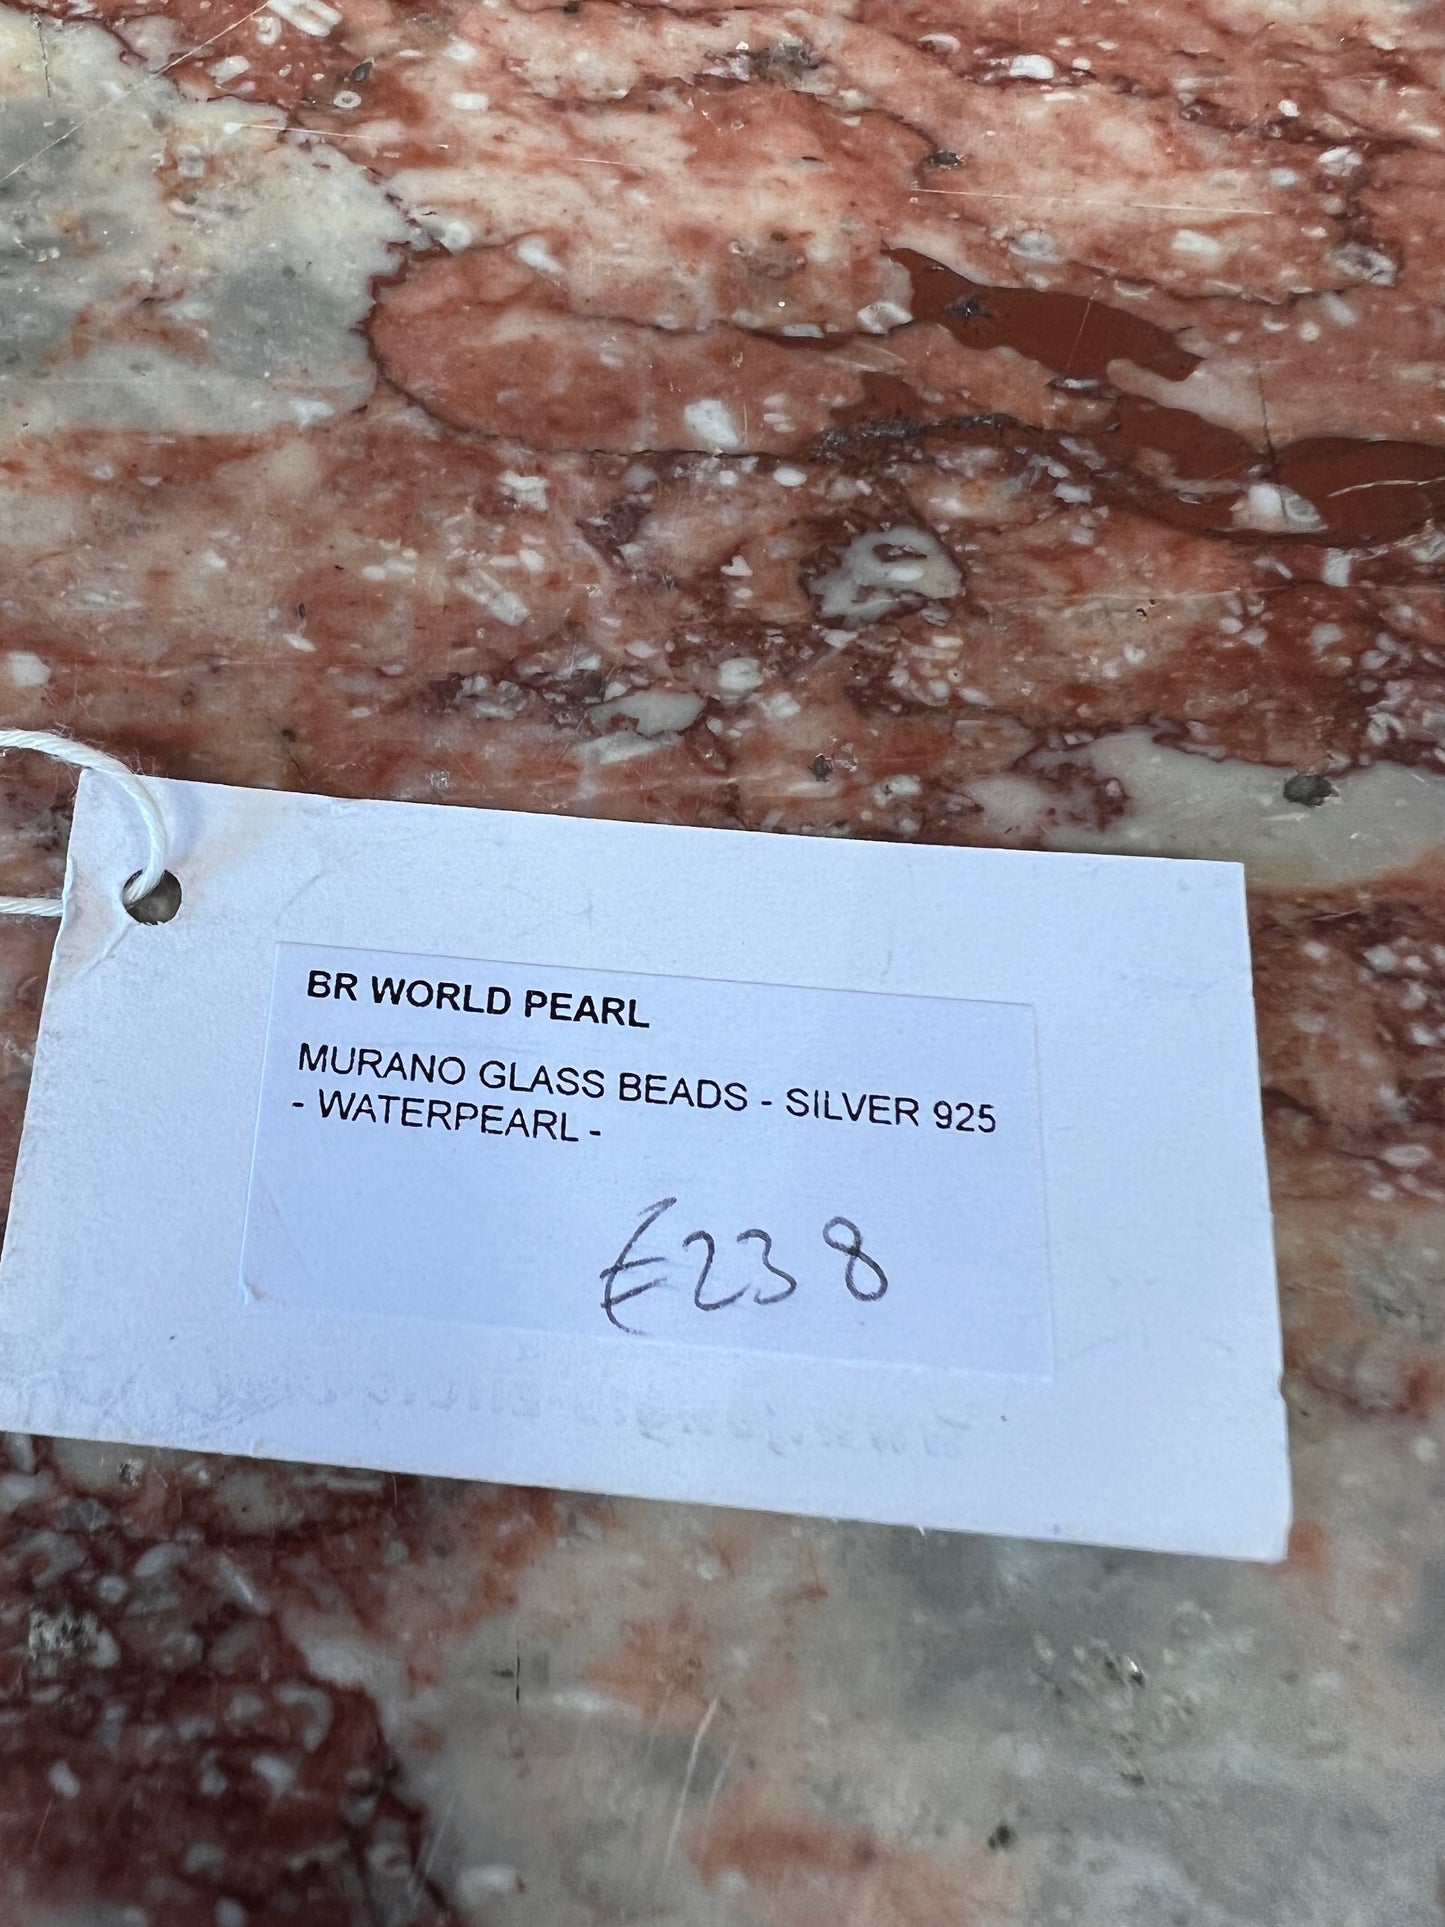 BR WORLD PEARL
MURANO GLASS BEADS - SILVER 925
- WATERPEARL -
€238